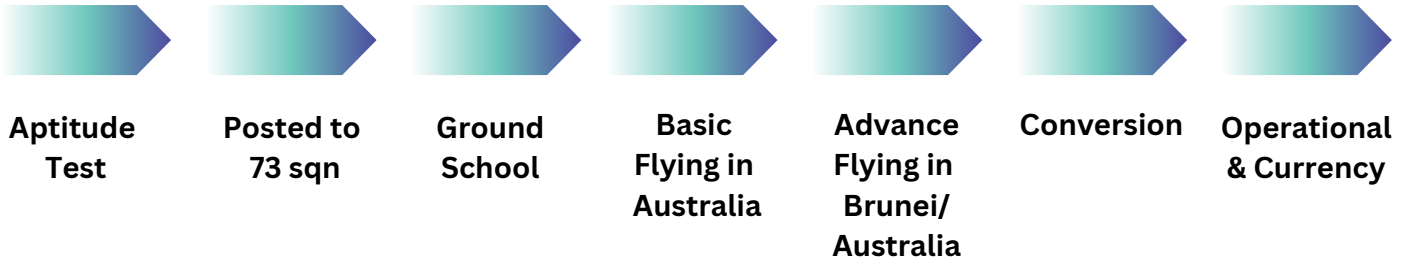 Aptitude
Test
Posted to
73 sqn
Ground
School
Basic
Flying in
Australia
Advance
Flying in
Brunei/
Australia
Conversion
Operational
& Currency